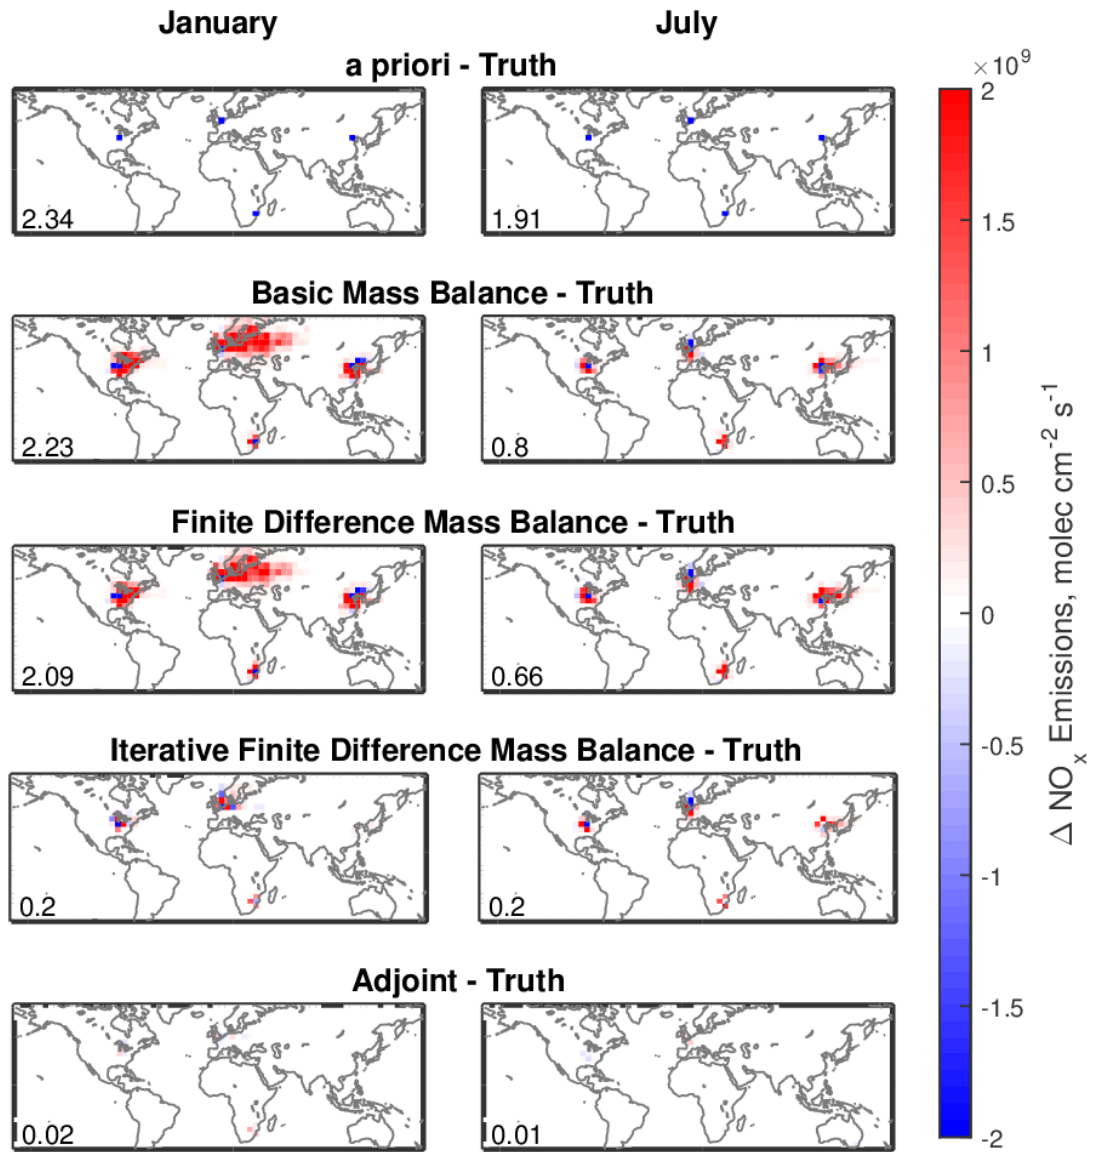 January July
a priori - Truth
×10⁹
2.34 1.91
Basic Mass Balance - Truth
2.23 0.8
Finite Difference Mass Balance - Truth
2.09 0.66
Iterative Finite Difference Mass Balance - Truth
0.2 0.2
Adjoint - Truth
0.02 0.01
2
1.5
1
0.5
0
-0.5
-1
-1.5
-2
Δ NOₓ Emissions, molec cm⁻² s⁻¹